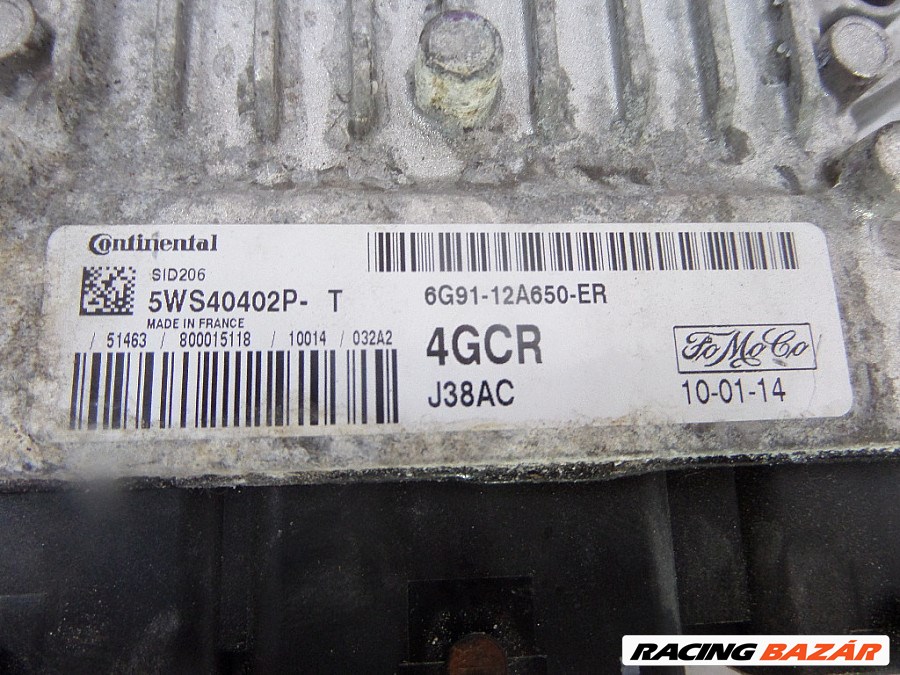 Continental
SID206
5WS40402P- T
MADE IN FRANCE
/ 51463 / 800015118 / 10014 / 032A2
6G91-12A650-ER
4GCR
J38AC
FoMoCo
10-01-14
RACING BAZÁR